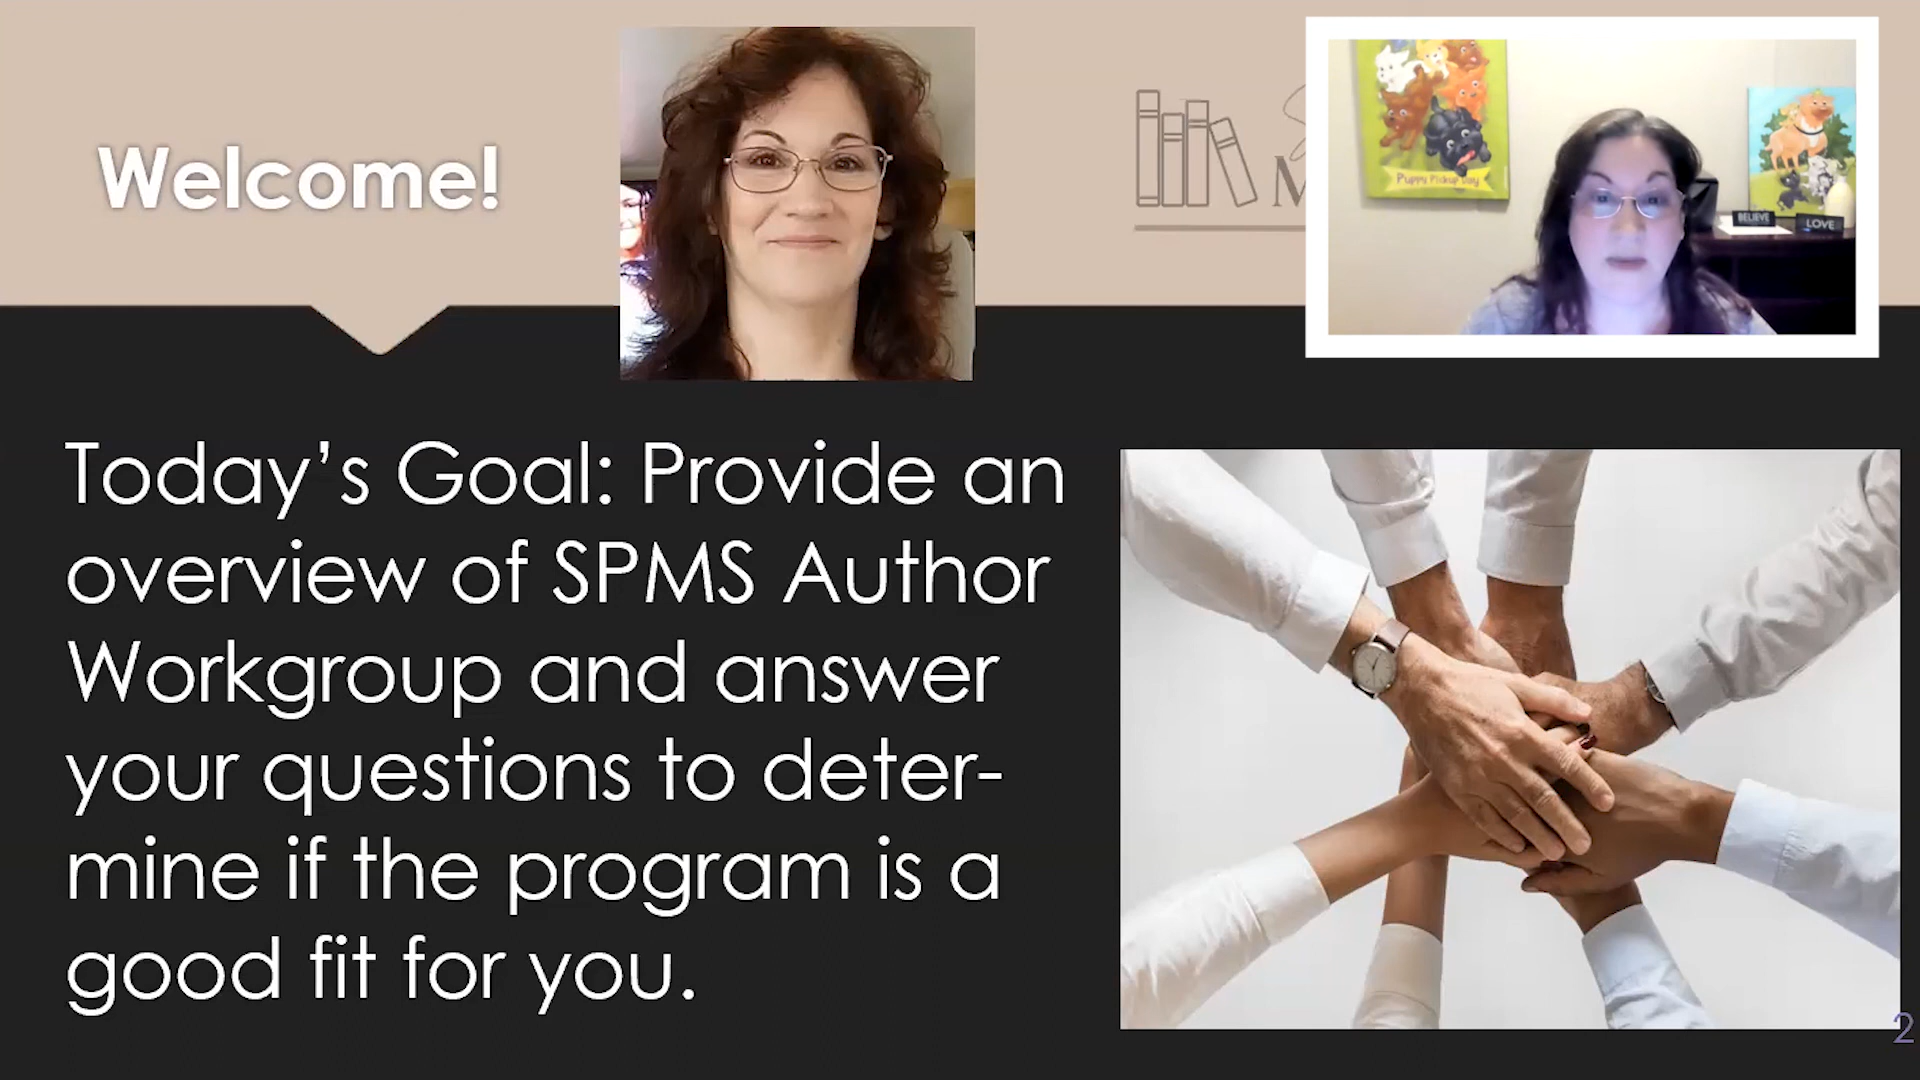 Welcome!
M
Puppy Pickup Day
BELIEVE
LOVE
Today's Goal: Provide an
overview of SPMS Author
Workgroup and answer
your questions to deter-
mine if the program is a
good fit for you.
2